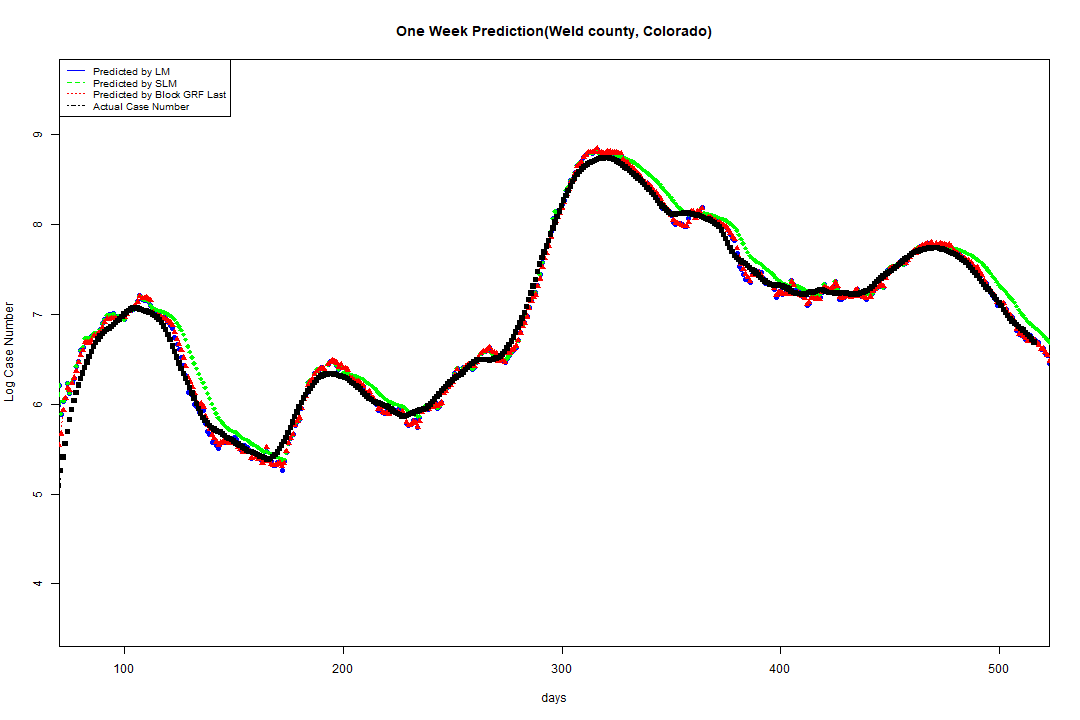 One Week Prediction(Weld county, Colorado)
Predicted by LM
Predicted by SLM
Predicted by Block GRF Last
Actual Case Number
Log Case Number
9
8
7
6
5
4
100 200 300 400 500
days